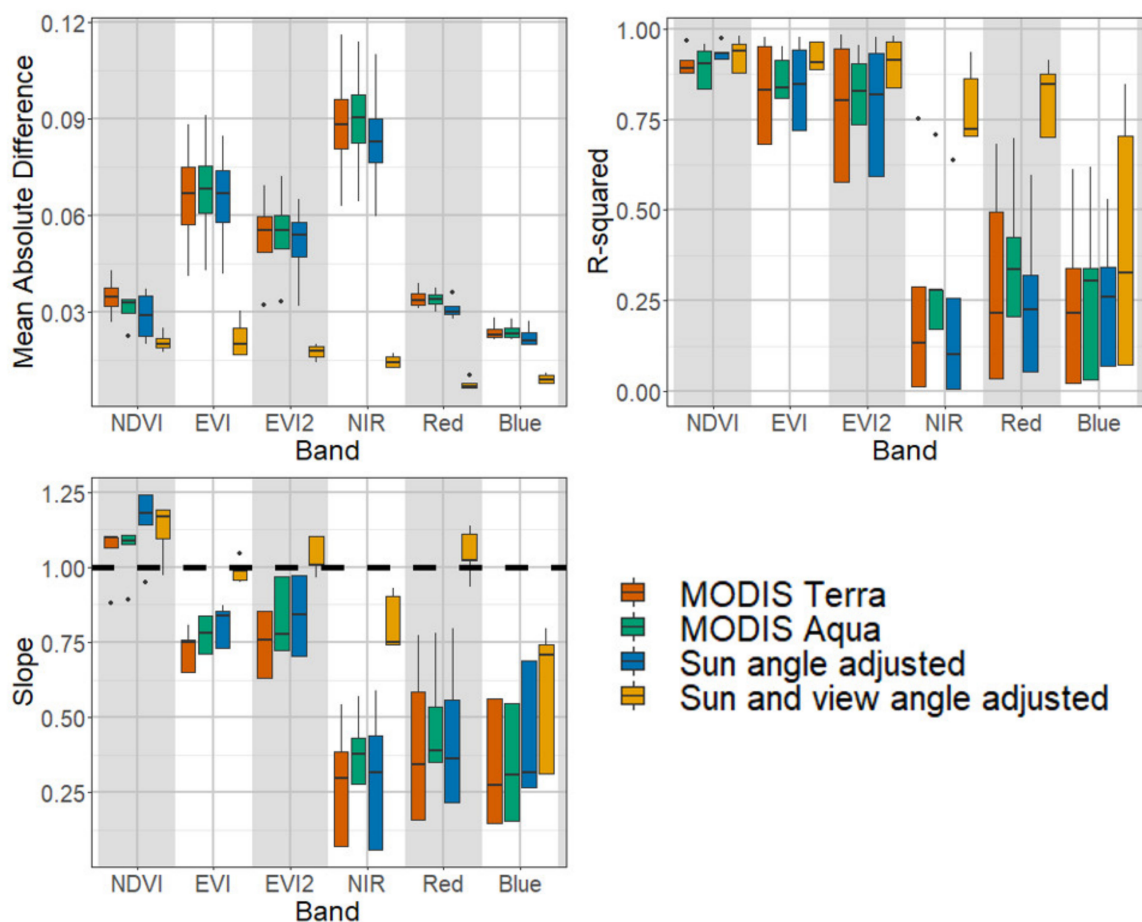 Mean Absolute Difference
0.12
0.09
0.06
0.03
NDVI EVI EVI2 NIR Red Blue
Band
R-squared
1.00
0.75
0.50
0.25
0.00
NDVI EVI EVI2 NIR Red Blue
Band
Slope
1.25
1.00
0.75
0.50
0.25
NDVI EVI EVI2 NIR Red Blue
Band
MODIS Terra
MODIS Aqua
Sun angle adjusted
Sun and view angle adjusted